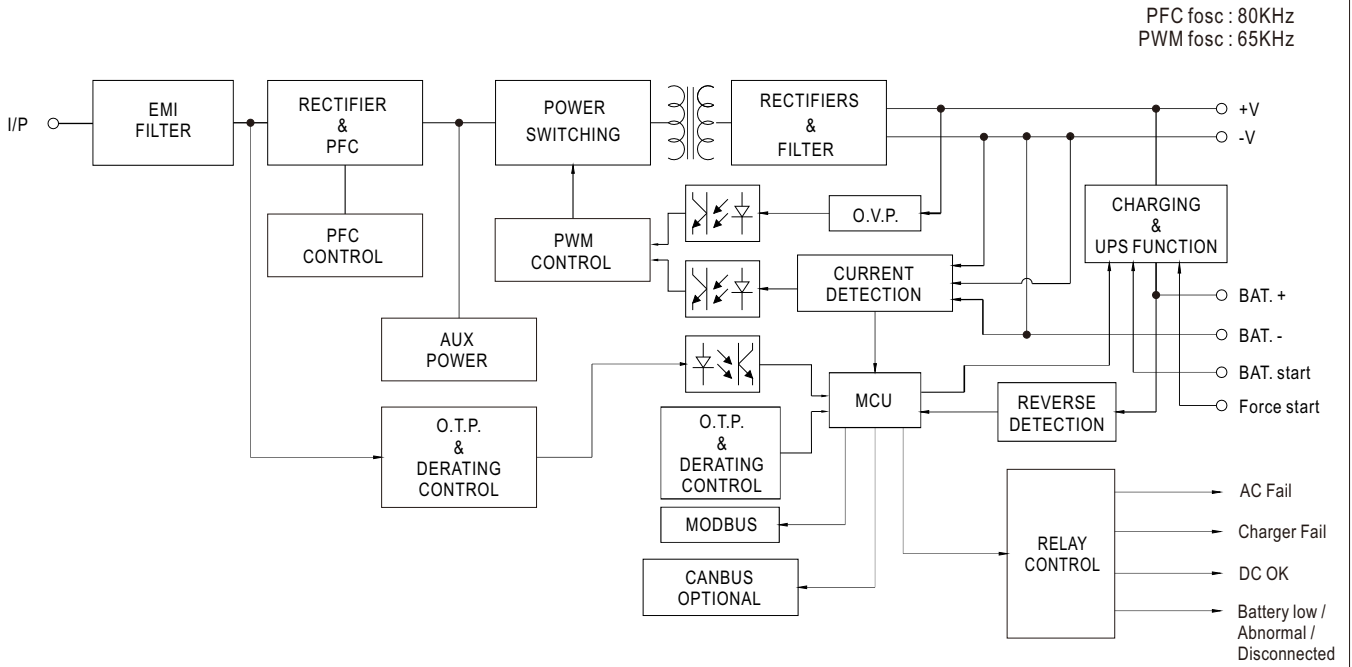 PFC fosc : 80KHz
PWM fosc : 65KHz
I/P
EMI
FILTER
RECTIFIER
&
PFC
POWER
SWITCHING
RECTIFIERS
&
FILTER
+V
-V
PFC
CONTROL
PWM
CONTROL
O.V.P.
CHARGING
&
UPS FUNCTION
CURRENT
DETECTION
BAT. +
BAT. -
AUX
POWER
BAT. start
MCU
REVERSE
DETECTION
Force start
O.T.P.
&
DERATING
CONTROL
O.T.P.
&
DERATING
CONTROL
MODBUS
CANBUS
OPTIONAL
RELAY
CONTROL
AC Fail
Charger Fail
DC OK
Battery low /
Abnormal /
Disconnected